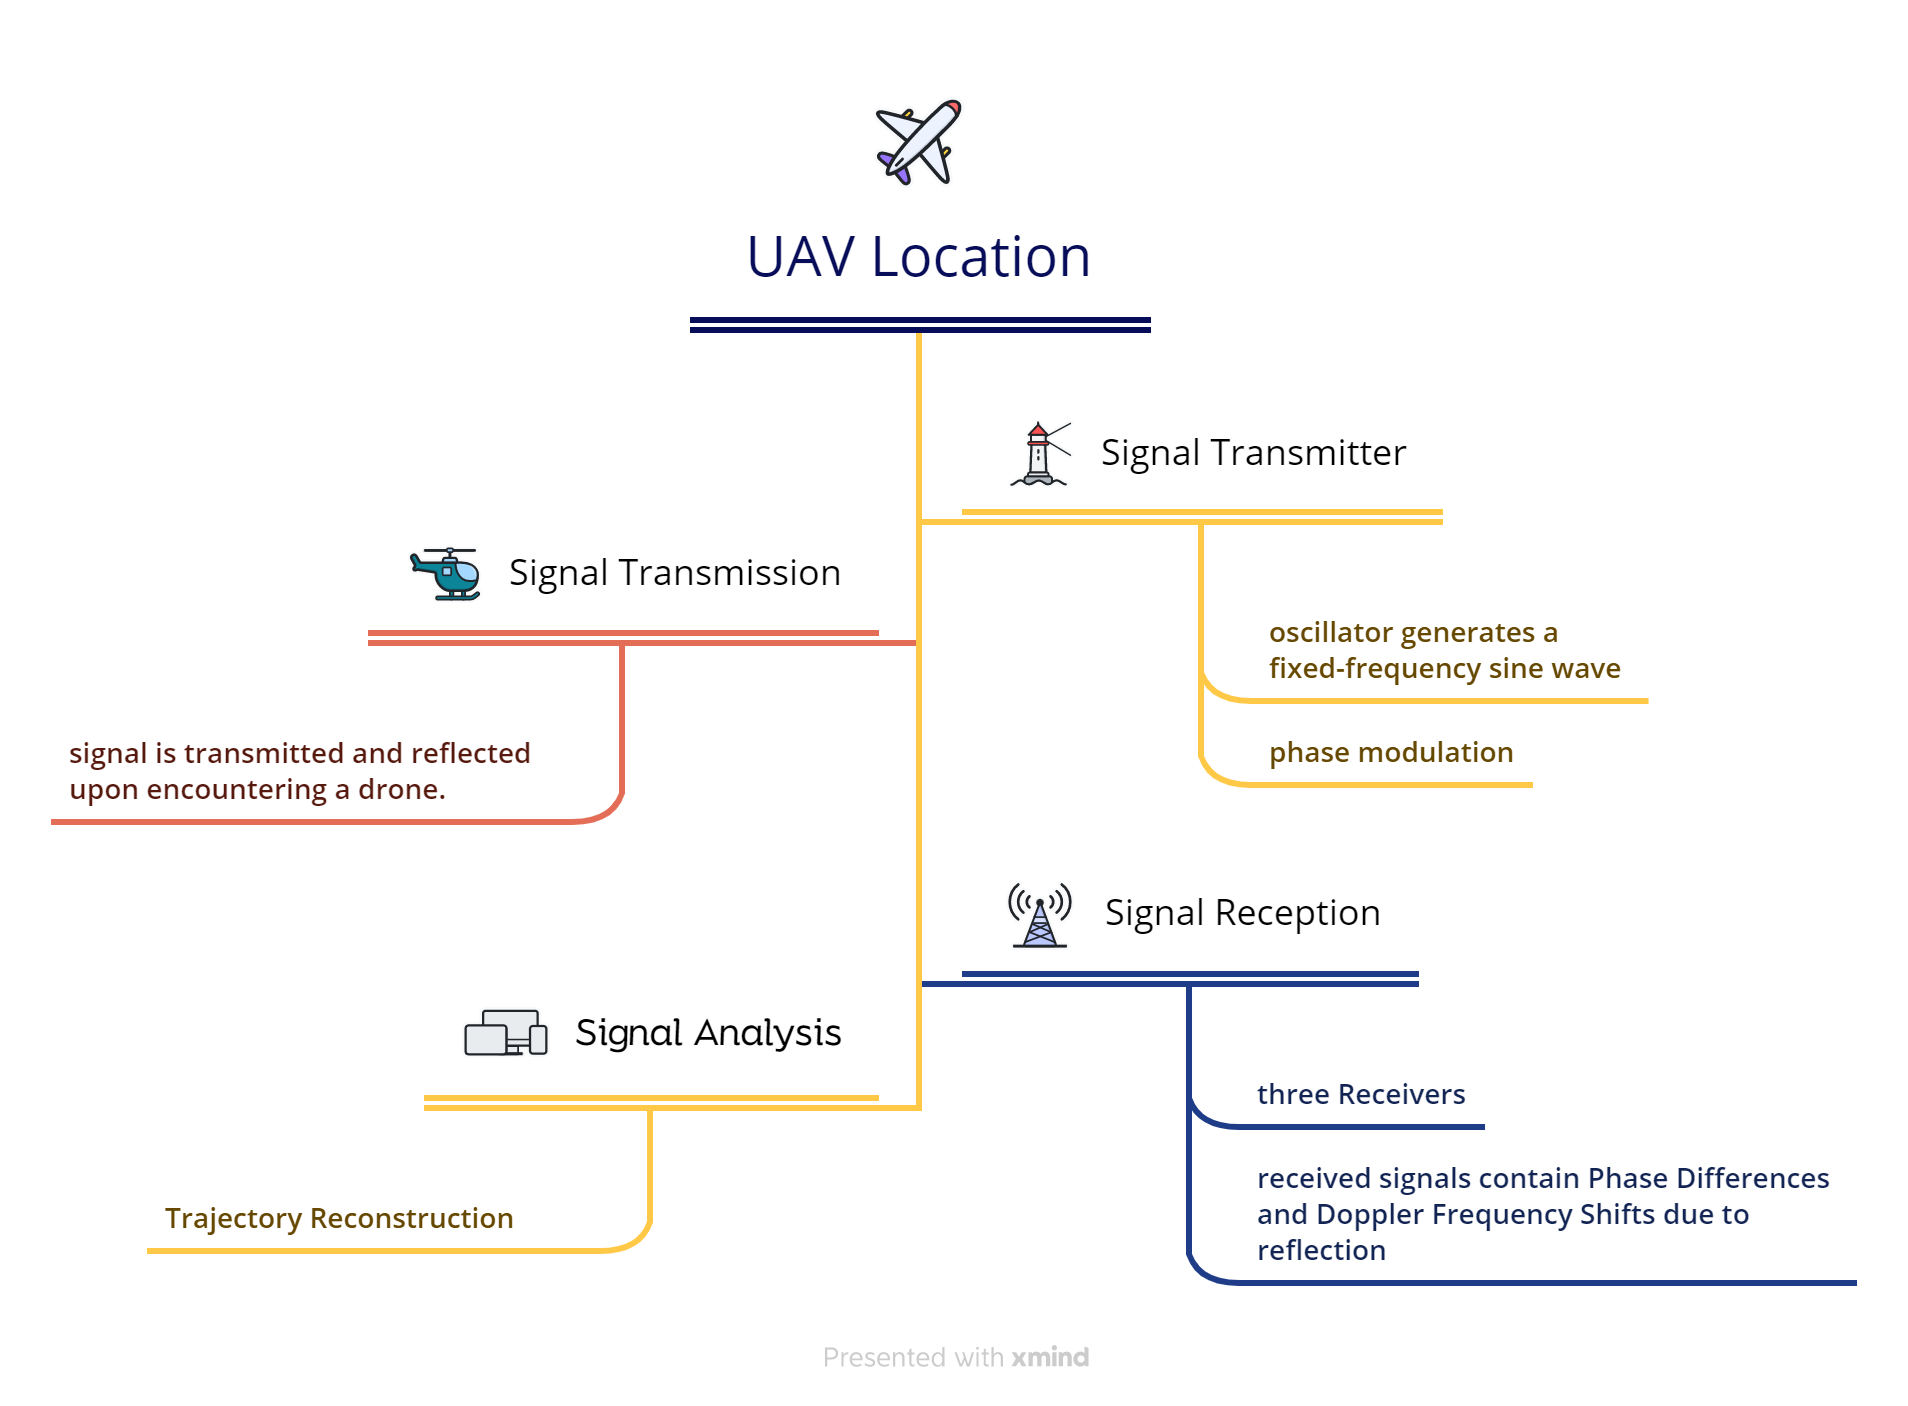 UAV Location
Signal Transmitter
oscillator generates a
fixed-frequency sine wave
phase modulation
Signal Transmission
signal is transmitted and reflected
upon encountering a drone.
Signal Reception
three Receivers
received signals contain Phase Differences
and Doppler Frequency Shifts due to
reflection
Signal Analysis
Trajectory Reconstruction
Presented with xmind